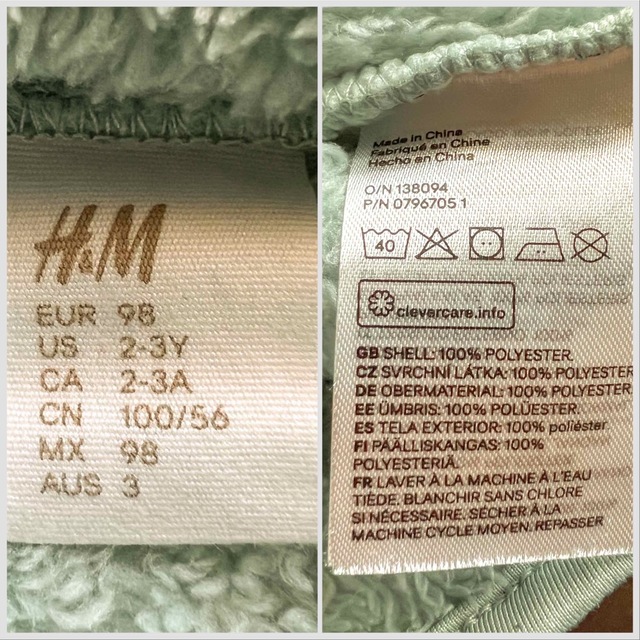 H&M
EUR 98
US 2-3Y
CA 2-3A
CN 100/56
MX 98
AUS 3
Made in China
Fabriqué en Chine
Hecho en China
O/N 138094
P/N 0796705 1
40
clevercare.info
GB SHELL: 100% POLYESTER.
CZ SVRCHNÍ LÁTKA: 100% POLYESTER
DE OBERMATERIAL: 100% POLYESTER
EE ÜMBRIS: 100% POLÜESTER.
ES TELA EXTERIOR: 100% poliéster
FI PÄÄLLISKANGAS: 100%
POLYESTERIÄ.
FR LAVER À LA MACHINE À L'EAU
TIÈDE. BLANCHIR SANS CHLORE
SI NÉCESSAIRE. SÉCHER À LA
MACHINE CYCLE MOYEN. REPASSER